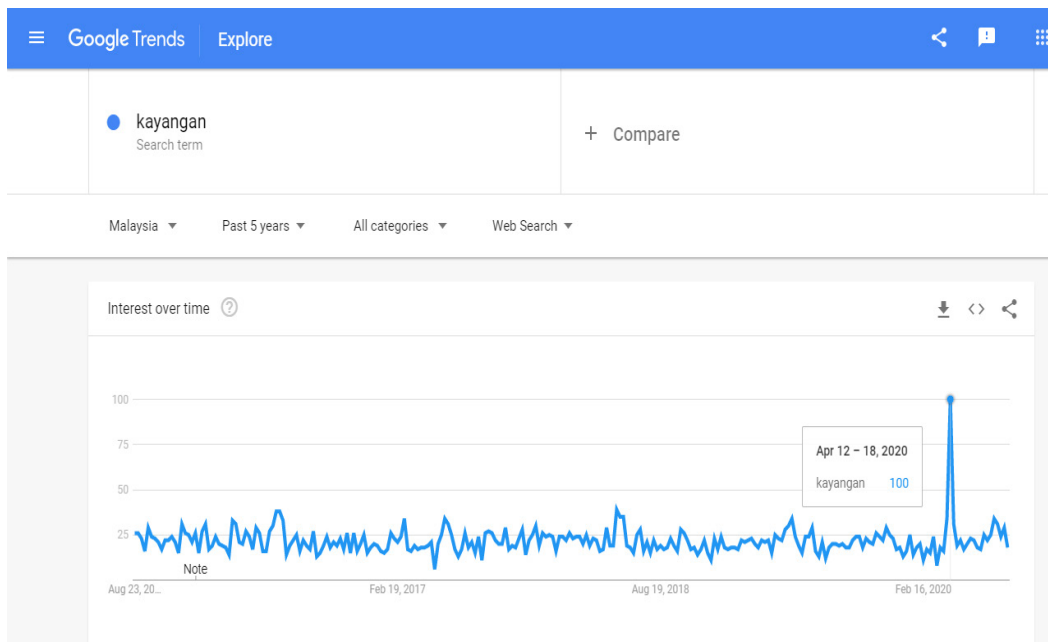 Google Trends Explore
kayangan
Search term
+ Compare
Malaysia Past 5 years All categories Web Search
Interest over time ?
100
75
50
25
Apr 12 – 18, 2020
kayangan 100
Note
Aug 23, 20... Feb 19, 2017 Aug 19, 2018 Feb 16, 2020